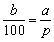 b/100 = a/p